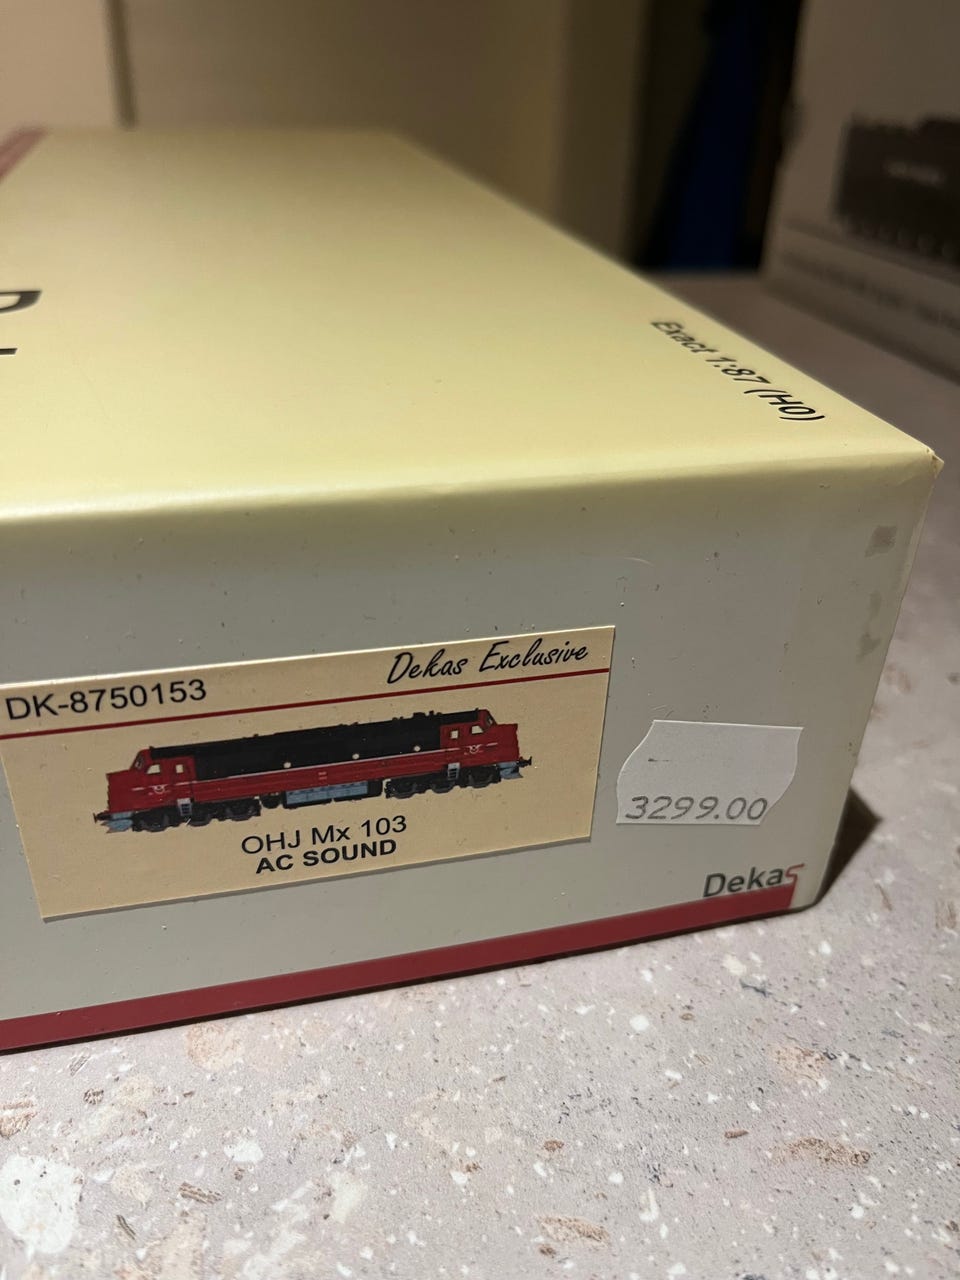 Exact 1:87 (H0)
DK-8750153
Dekas Exclusive
OHJ Mx 103
AC SOUND
3299.00
Dekas